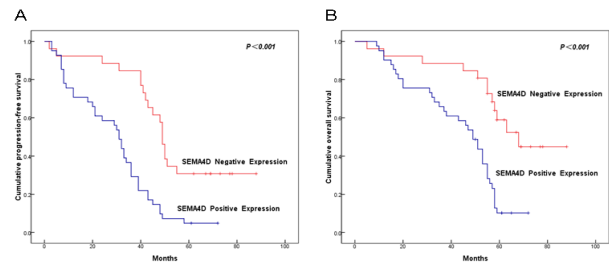 A
B
P<0.001
P<0.001
Cumulative progression-free survival
Cumulative overall survival
1.0
0.8
0.6
0.4
0.2
0.0
1.0
0.8
0.6
0.4
0.2
0.0
SEMA4D Negative Expression
SEMA4D Positive Expression
SEMA4D Negative Expression
SEMA4D Positive Expression
0 20 40 60 80 100
0 20 40 60 80 100
Months
Months